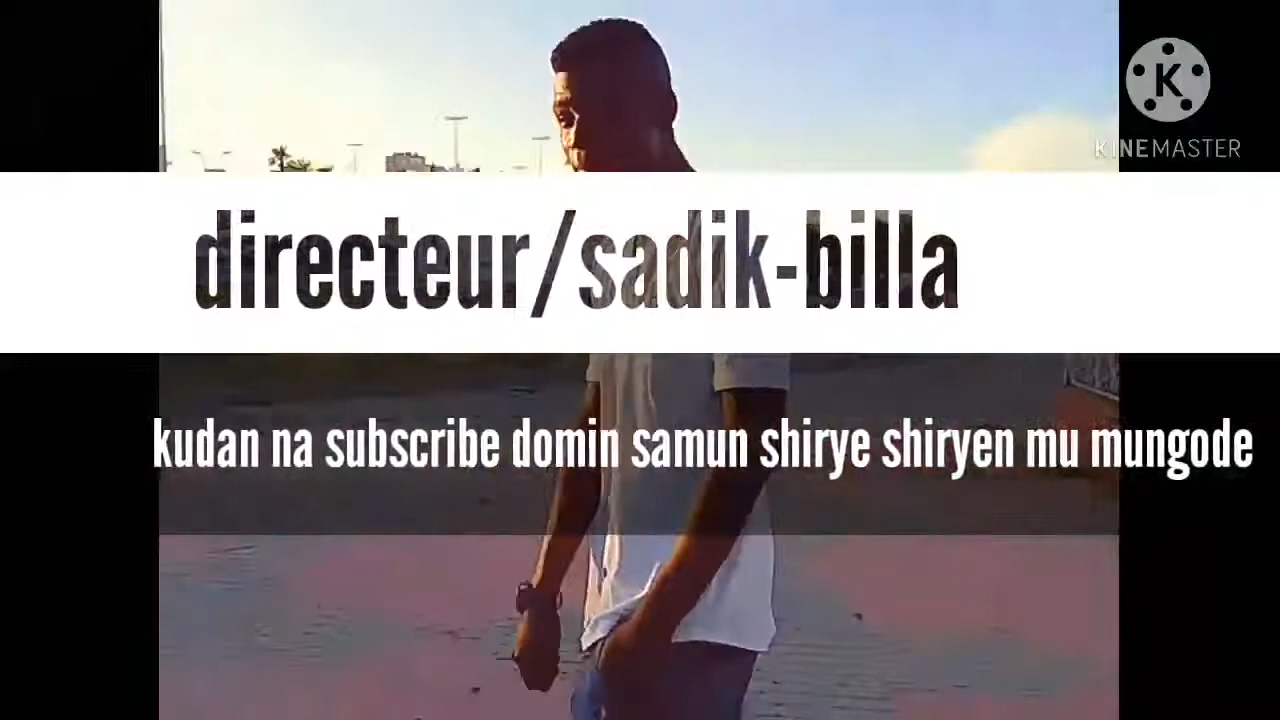 K
KINEMASTER
directeur/sadik-billa
kudan na subscribe domin samun shirye shiryen mu mungode